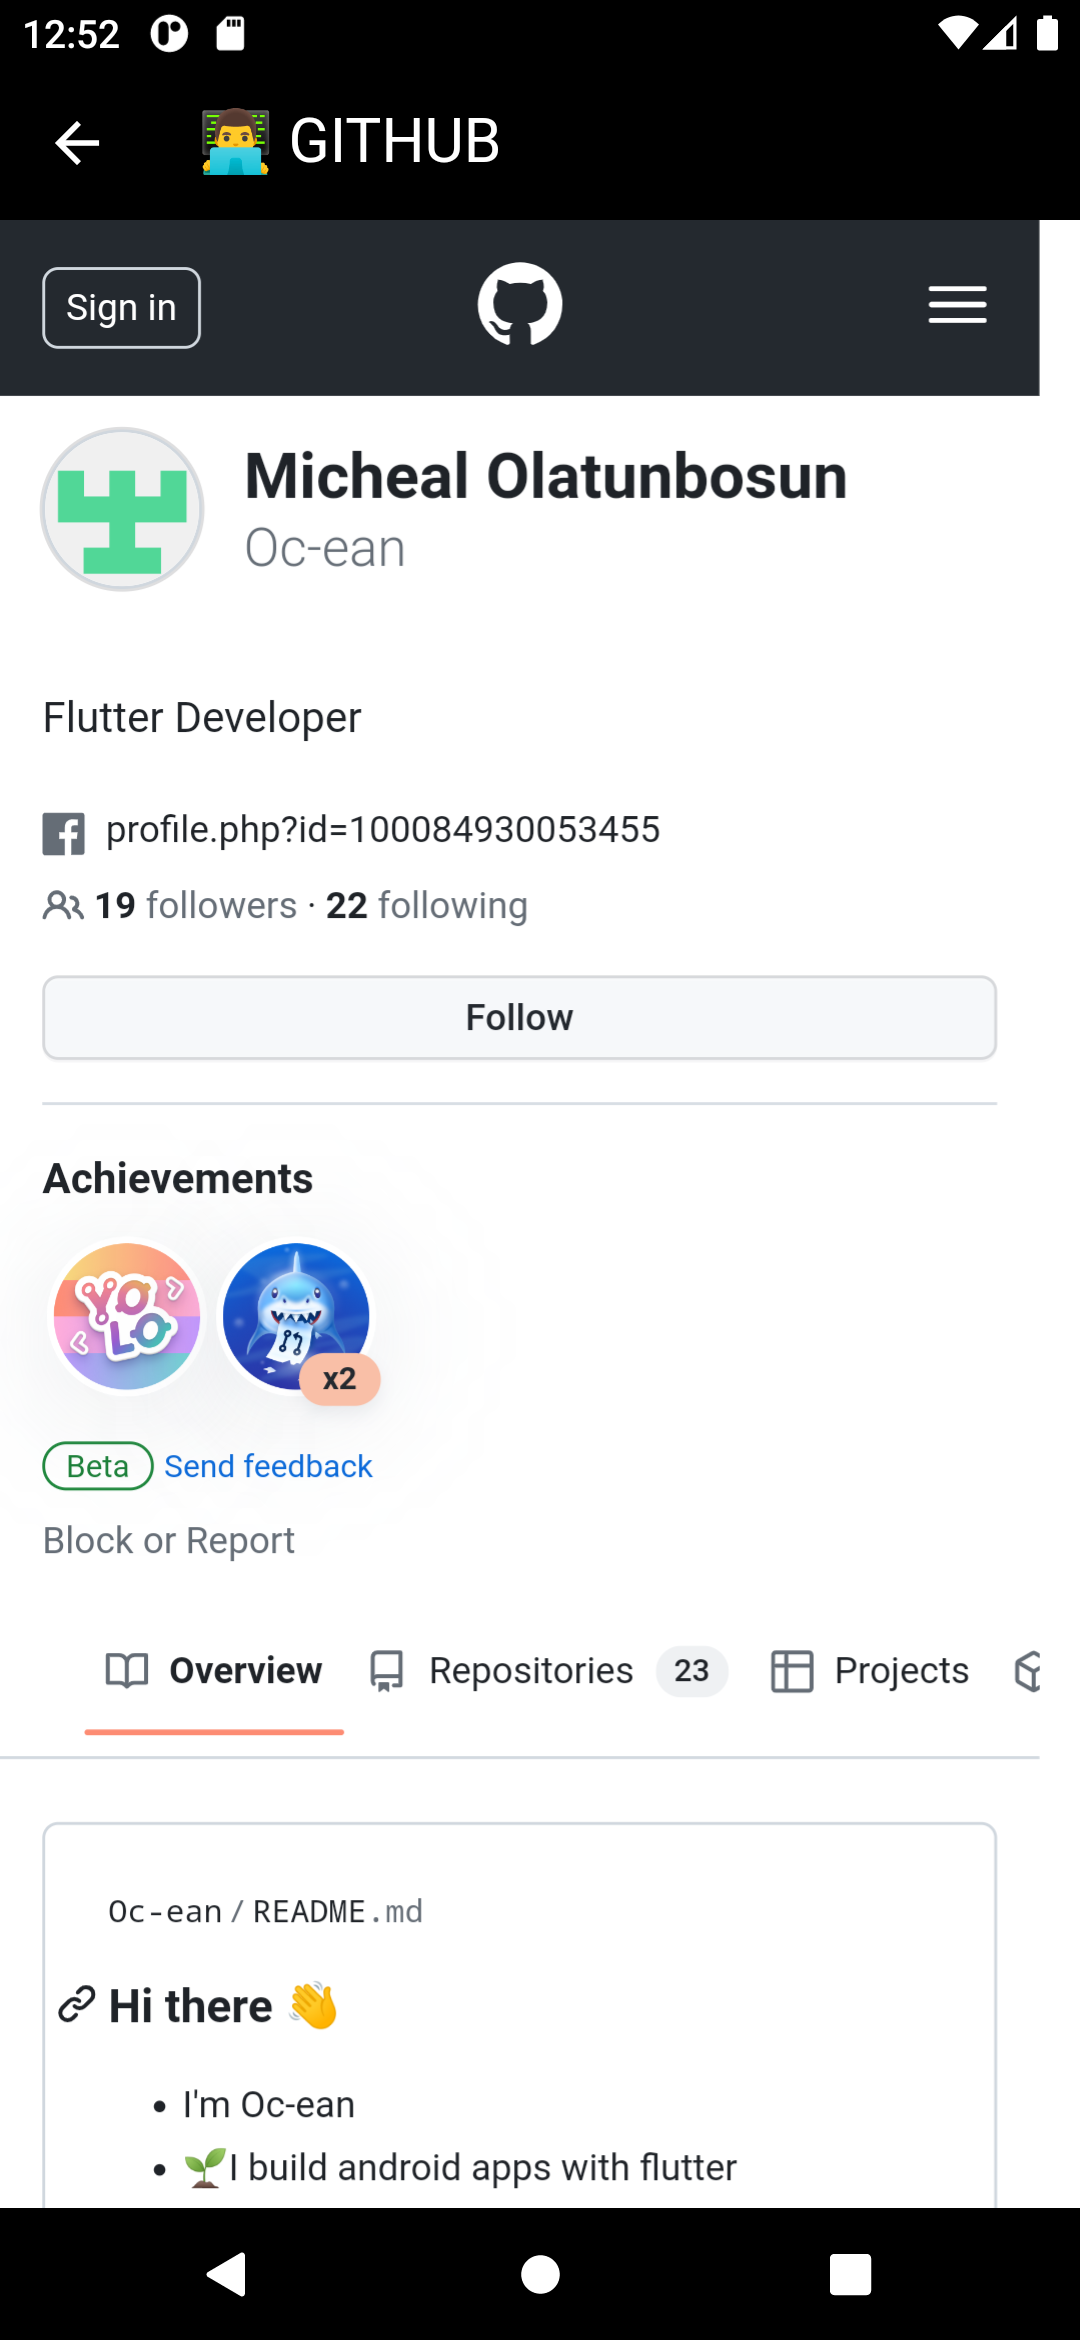 12:52
👨‍💻 GITHUB
Sign in
Micheal Olatunbosun
Oc-ean
Flutter Developer
profile.php?id=100084930053455
19 followers · 22 following
Follow
Achievements
YOLO
x2
Beta Send feedback
Block or Report
Overview Repositories 23 Projects
Oc-ean / README.md
Hi there 👋
• I'm Oc-ean
• 🌱I build android apps with flutter